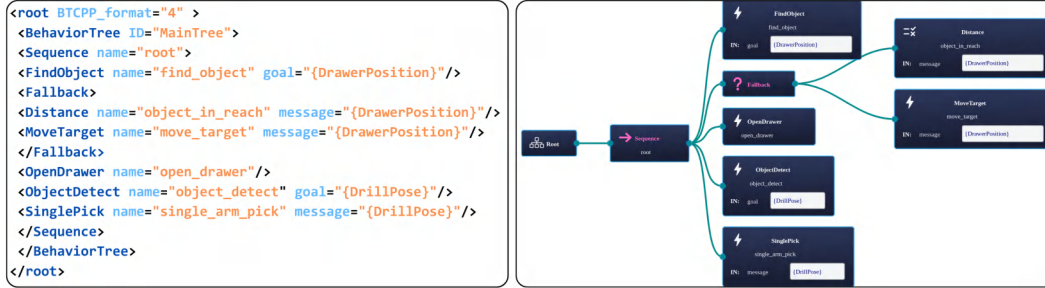 <root BTCPP_format="4" >
<BehaviorTree ID="MainTree">
<Sequence name="root">
<FindObject name="find_object" goal="{DrawerPosition}"/>
<Fallback>
<Distance name="object_in_reach" message="{DrawerPosition}"/>
<MoveTarget name="move_target" message="{DrawerPosition}"/>
</Fallback>
<OpenDrawer name="open_drawer"/>
<ObjectDetect name="object_detect" goal="{DrillPose}"/>
<SinglePick name="single_arm_pick" message="{DrillPose}"/>
</Sequence>
</BehaviorTree>
</root>
Root
Sequence
root
FindObject
find_object
IN: goal {DrawerPosition}
Fallback
Distance
object_in_reach
IN: message {DrawerPosition}
MoveTarget
move_target
IN: message {DrawerPosition}
OpenDrawer
open_drawer
ObjectDetect
object_detect
IN: goal {DrillPose}
SinglePick
single_arm_pick
IN: message {DrillPose}